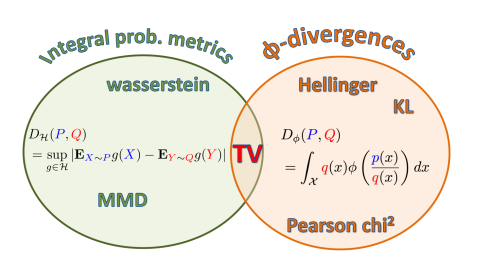 Integral prob. metrics
ϕ-divergences
wasserstein
Hellinger
KL
D_ℋ(P, Q)
= sup_{g∈ℋ} |E_{X∼P} g(X) − E_{Y∼Q} g(Y)|
TV
D_ϕ(P, Q)
= ∫_𝒳 q(x)ϕ(p(x)/q(x)) dx
MMD
Pearson chi²